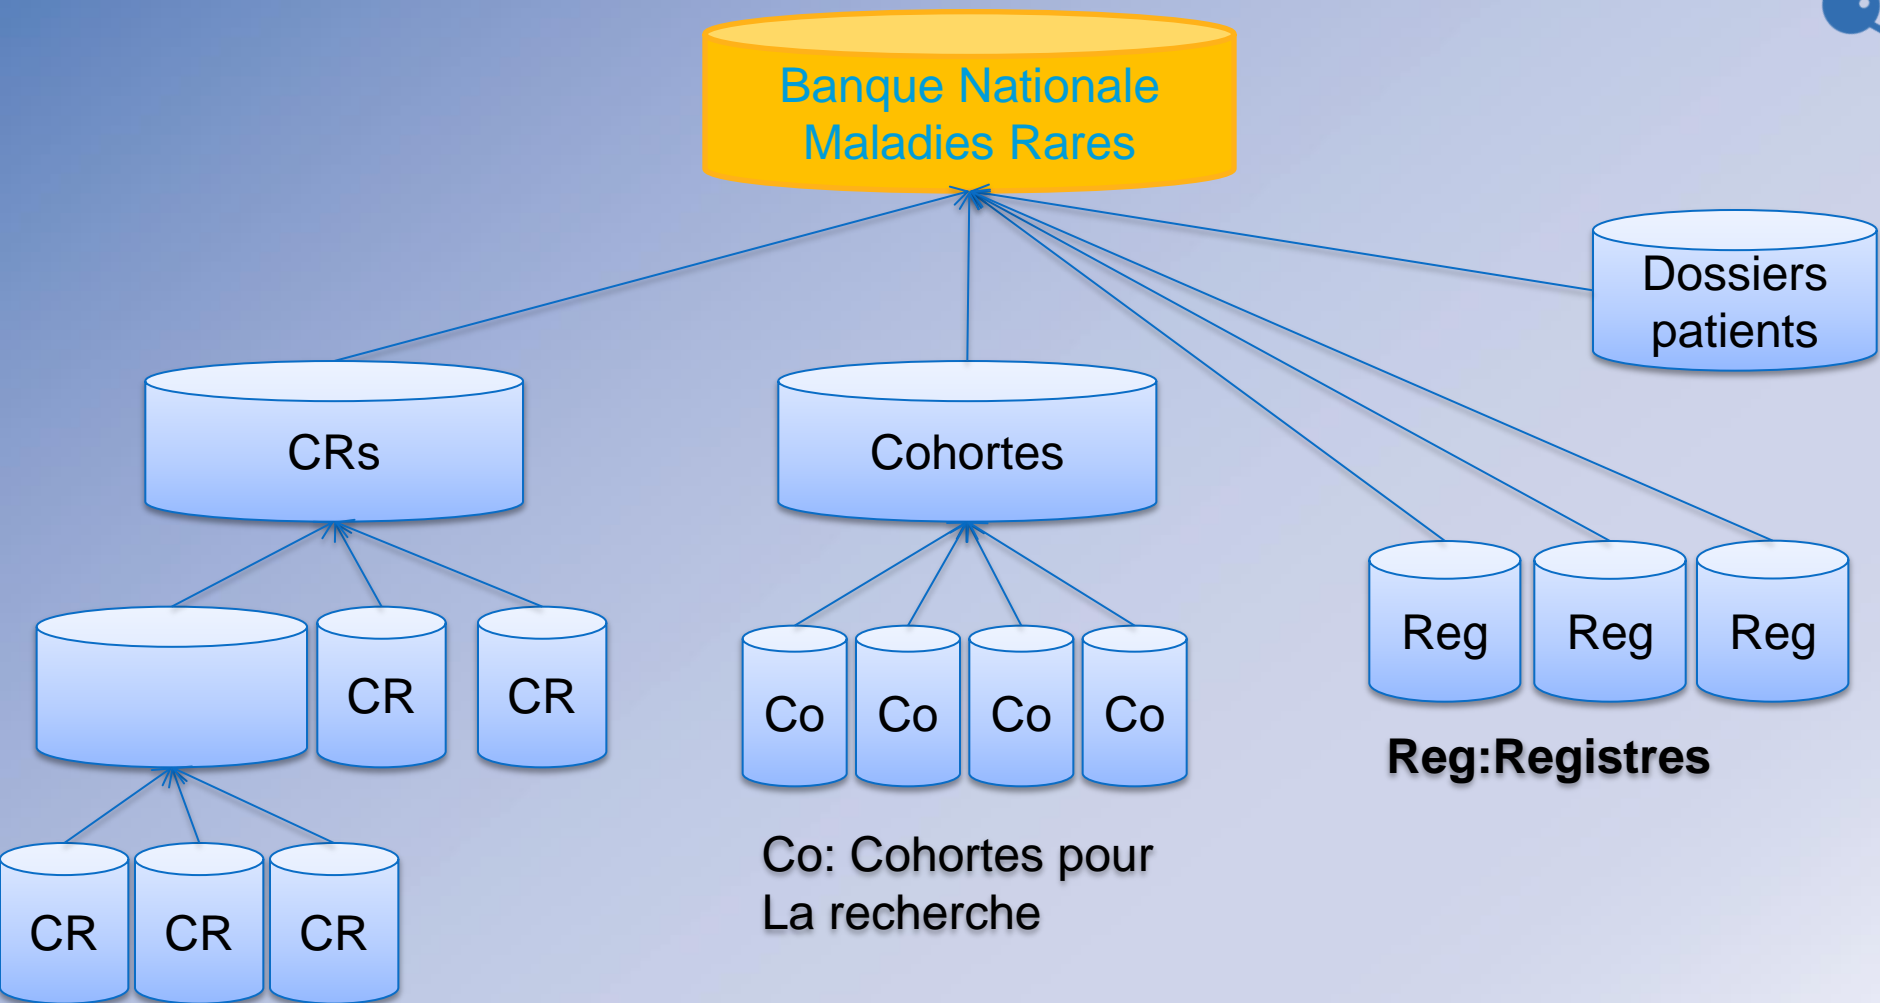 Banque Nationale
Maladies Rares
Dossiers
patients
CRs
Cohortes
Reg
Reg
Reg
CR
CR
Co
Co
Co
Co
Reg:Registres
Co: Cohortes pour
La recherche
CR
CR
CR